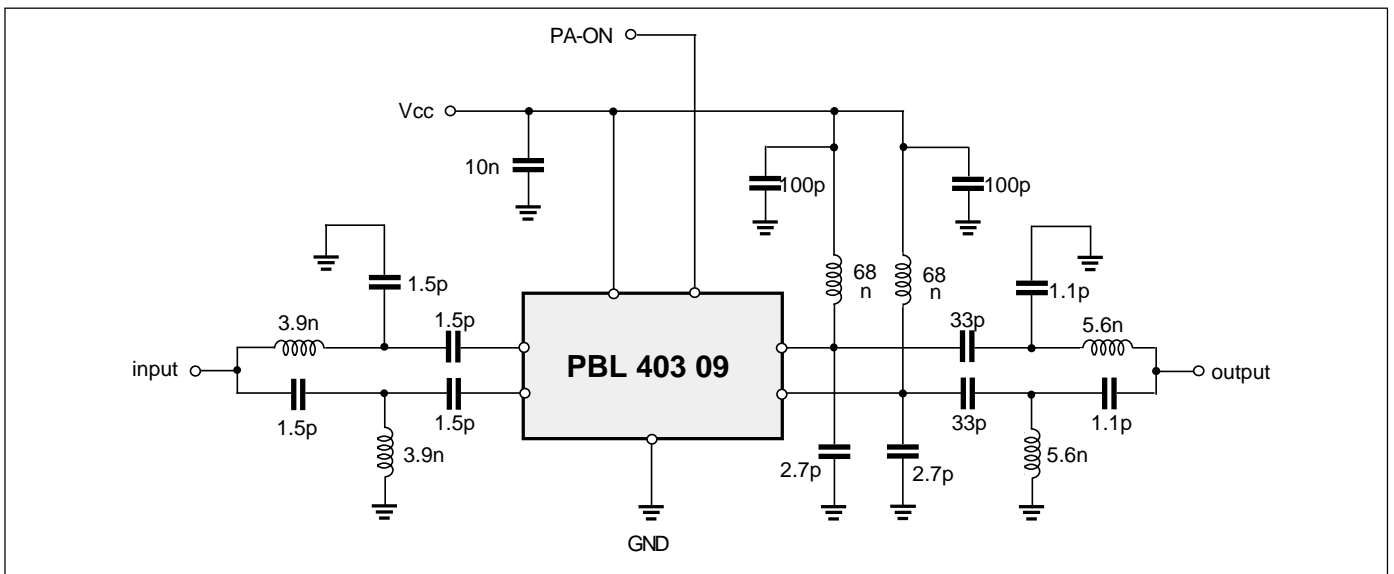 PA-ON
Vcc
10n
100p
100p
68
n
68
n
1.5p
1.1p
3.9n
1.5p
33p
5.6n
input
PBL 403 09
output
1.5p
1.5p
33p
1.1p
3.9n
2.7p
2.7p
5.6n
GND